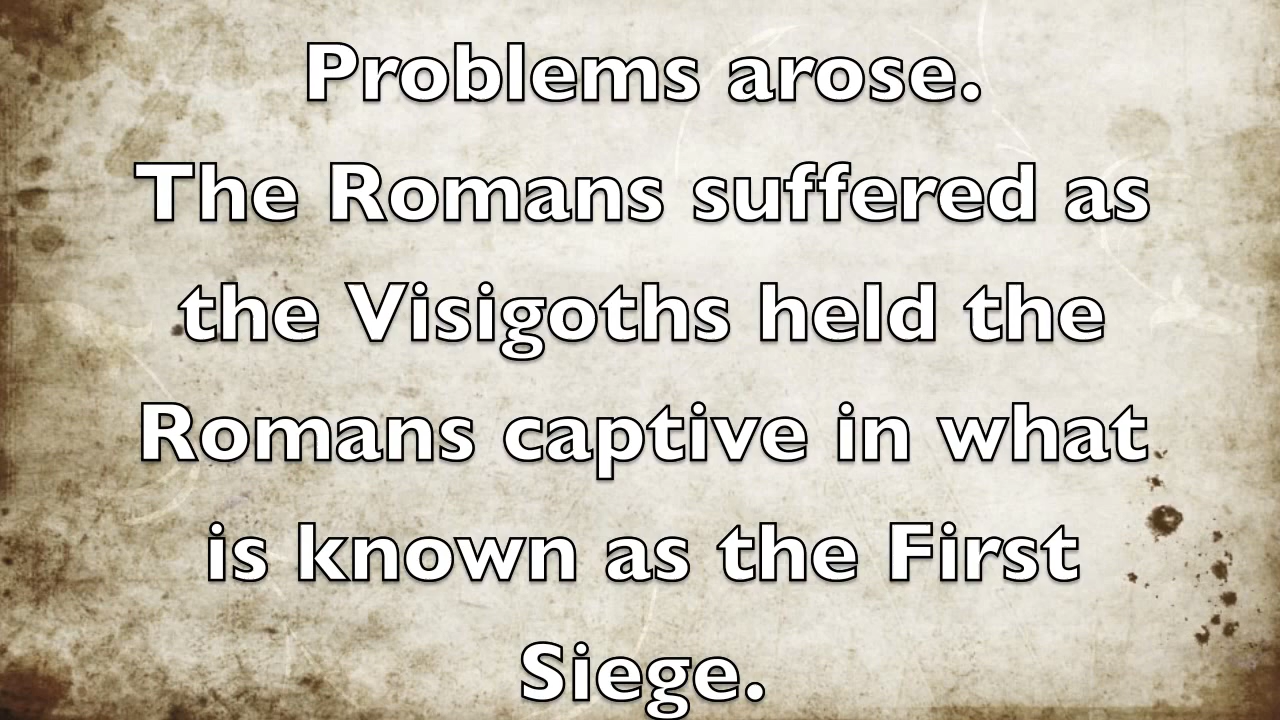 Problems arose.
The Romans suffered as
the Visigoths held the
Romans captive in what
is known as the First
Siege.